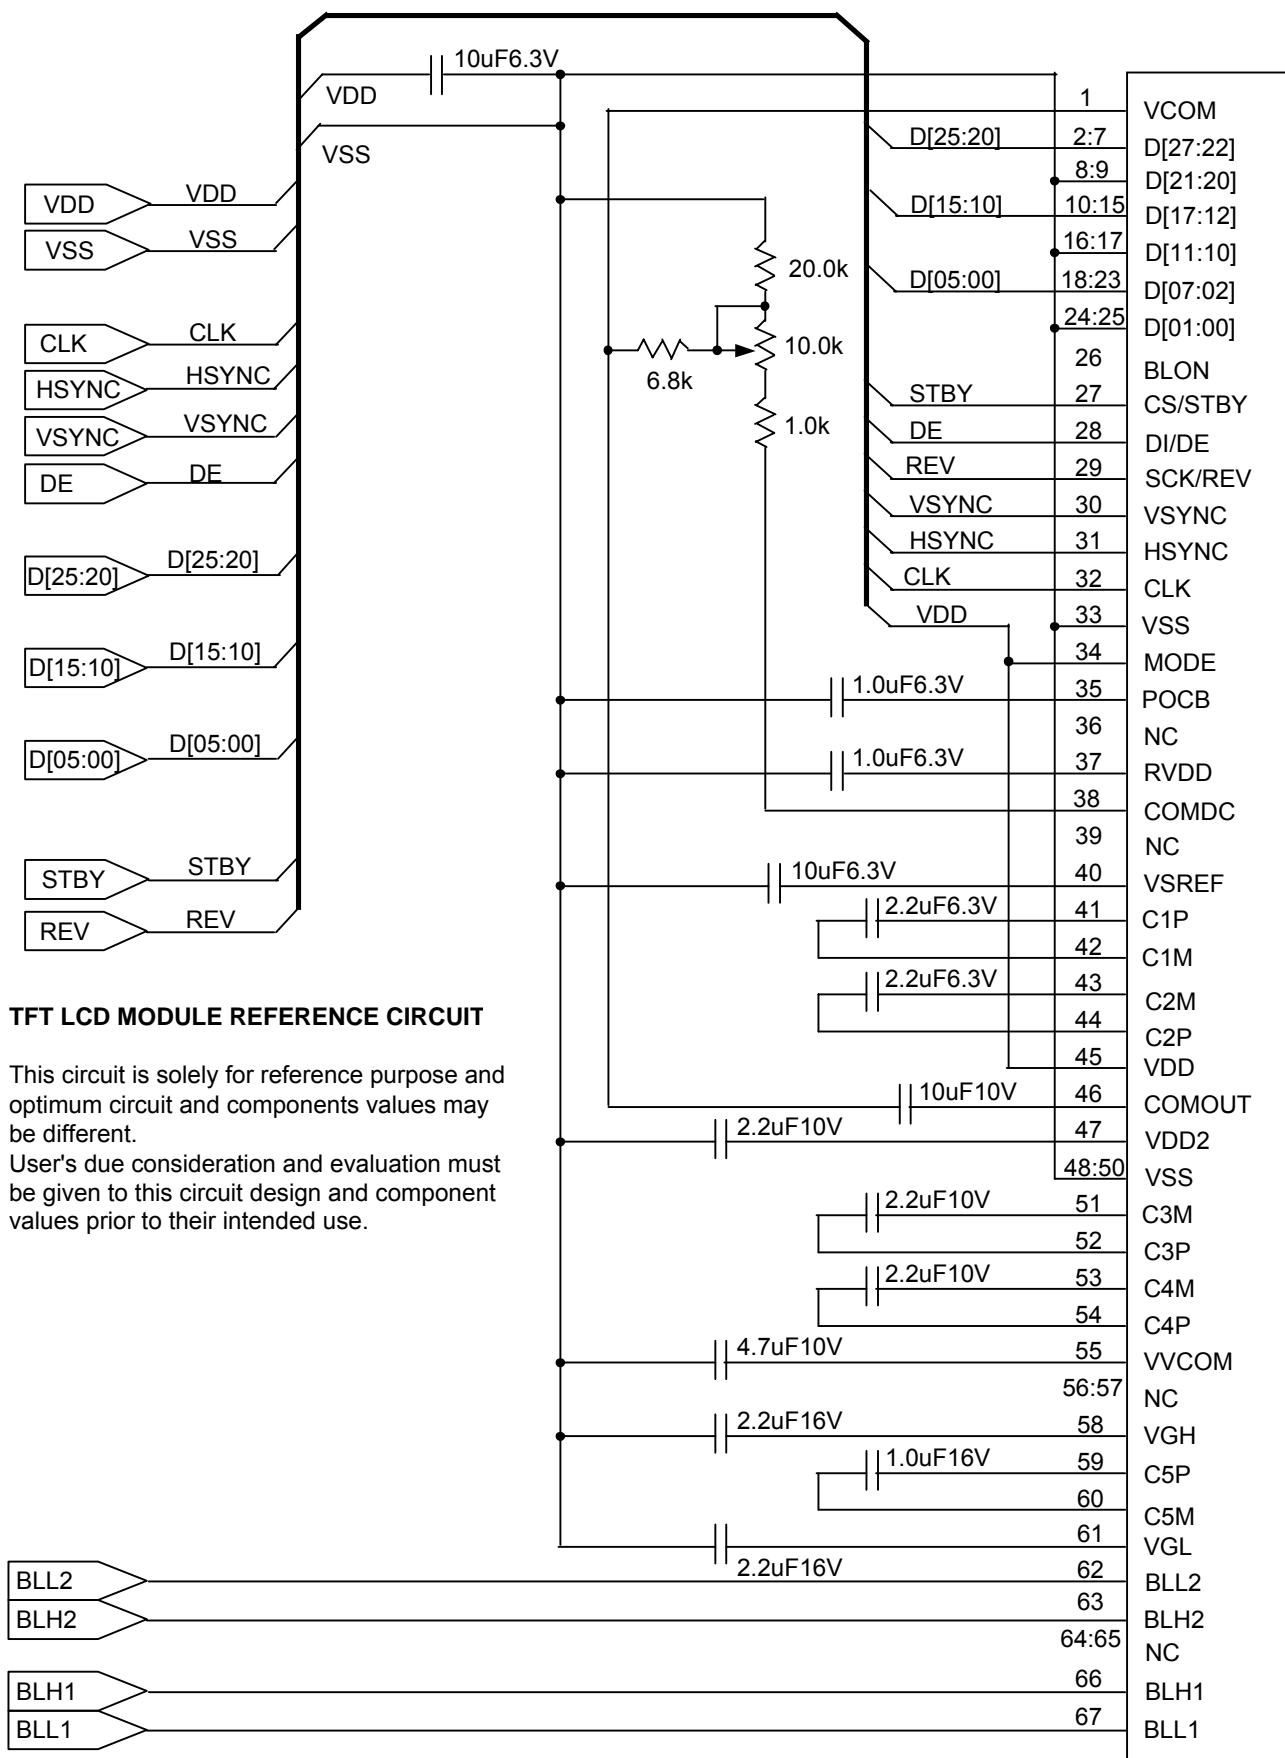 10uF6.3V
VDD
VSS
VDD VDD
VSS VSS
CLK CLK
HSYNC HSYNC
VSYNC VSYNC
DE DE
D[25:20] D[25:20]
D[15:10] D[15:10]
D[05:00] D[05:00]
STBY STBY
REV REV
20.0k
10.0k
6.8k
1.0k
1 VCOM
D[25:20] 2:7 D[27:22]
8:9 D[21:20]
D[15:10] 10:15 D[17:12]
16:17 D[11:10]
D[05:00] 18:23 D[07:02]
24:25 D[01:00]
26 BLON
STBY 27 CS/STBY
DE 28 DI/DE
REV 29 SCK/REV
VSYNC 30 VSYNC
HSYNC 31 HSYNC
CLK 32 CLK
VDD 33 VSS
34 MODE
1.0uF6.3V 35 POCB
36 NC
1.0uF6.3V 37 RVDD
38 COMDC
39 NC
10uF6.3V 40 VSREF
2.2uF6.3V 41 C1P
42 C1M
2.2uF6.3V 43 C2M
44 C2P
45 VDD
10uF10V 46 COMOUT
2.2uF10V 47 VDD2
48:50 VSS
2.2uF10V 51 C3M
52 C3P
2.2uF10V 53 C4M
54 C4P
4.7uF10V 55 VVCOM
56:57 NC
2.2uF16V 58 VGH
1.0uF16V 59 C5P
60 C5M
61 VGL
2.2uF16V
BLL2 62 BLL2
BLH2 63 BLH2
64:65 NC
BLH1 66 BLH1
BLL1 67 BLL1
TFT LCD MODULE REFERENCE CIRCUIT
This circuit is solely for reference purpose and
optimum circuit and components values may
be different.
User's due consideration and evaluation must
be given to this circuit design and component
values prior to their intended use.